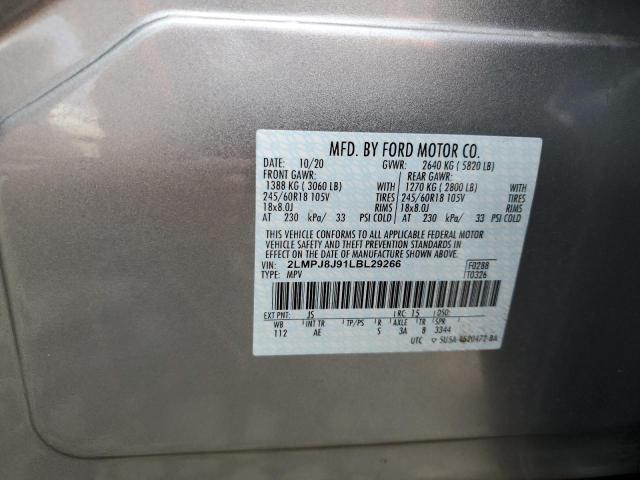 MFD. BY FORD MOTOR CO.
DATE: 10/20 GVWR: 2640 KG ( 5820 LB)
FRONT GAWR: REAR GAWR:
1388 KG ( 3060 LB) WITH 1270 KG ( 2800 LB) WITH
245/60R18 105V TIRES 245/60R18 105V TIRES
18x8.0J RIMS 18x8.0J RIMS
AT 230 kPa/ 33 PSI COLD AT 230 kPa/ 33 PSI COLD
THIS VEHICLE CONFORMS TO ALL APPLICABLE FEDERAL MOTOR
VEHICLE SAFETY AND THEFT PREVENTION STANDARDS IN
EFFECT ON THE DATE OF MANUFACTURE SHOWN ABOVE.
VIN: 2LMPJ8J91LBL29266 F0288
TYPE: MPV T0326
EXT PNT: JS RC: 15 DSO:
WB INT TR TP/PS R AXLE TR SPR
112 AE 5 3A 8 3344
UTC